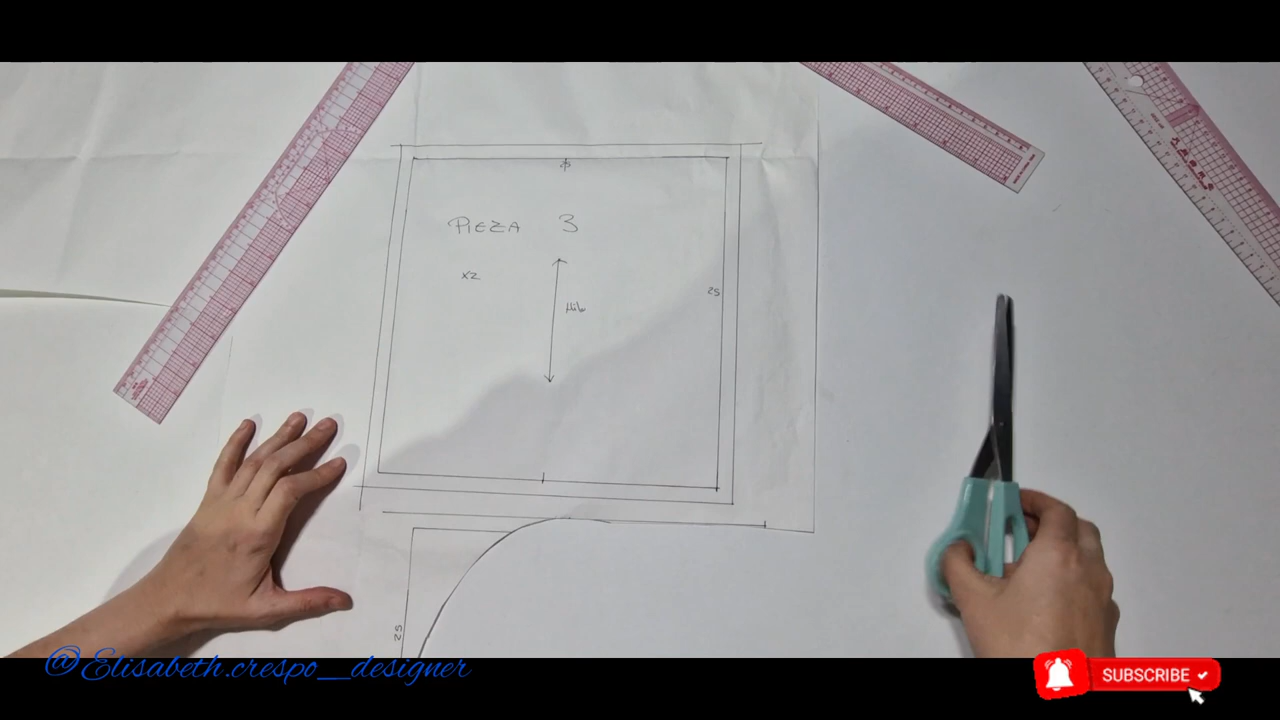 PIEZA 3
x2
Hilo
25
25
@Elisabeth.crespo_designer
SUBSCRIBE